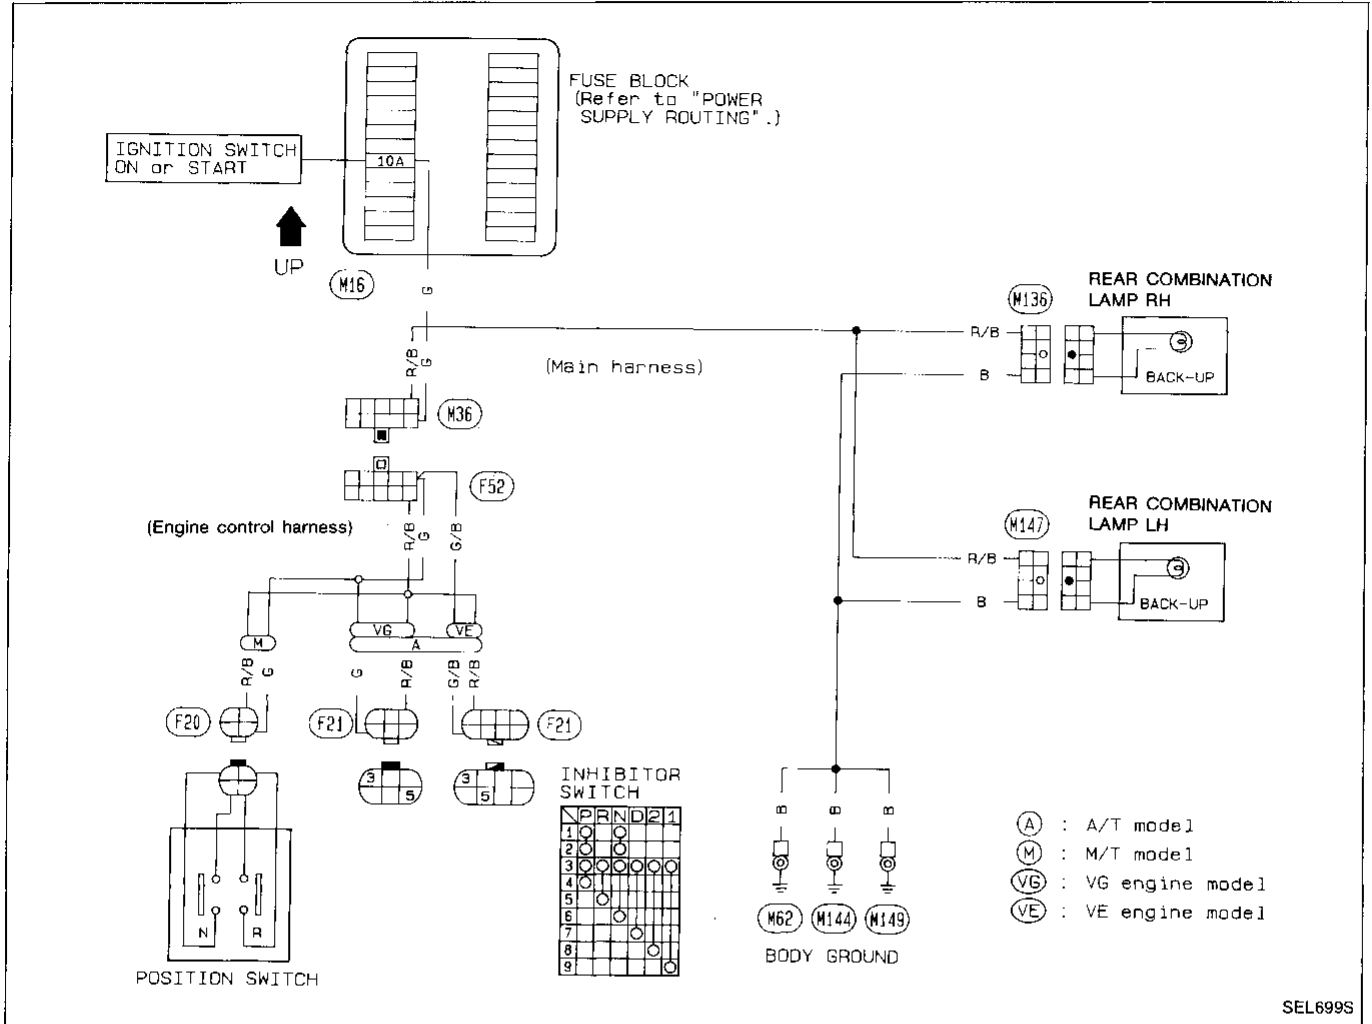 FUSE BLOCK
(Refer to "POWER
SUPPLY ROUTING".)
IGNITION SWITCH
ON or START
10A
UP
M16
G
R/B
G
(Main harness)
M36
F52
(Engine control harness)
R/B
G
G/B
M
VG
VE
A
R/B
G
G
R/B
G/B
R/B
F20
F21
F21
3
5
3
5
N
R
POSITION SWITCH
INHIBITOR
SWITCH
P R N D 2 1
1
2
3
4
5
6
7
8
9
REAR COMBINATION
LAMP RH
M136
R/B
B
BACK-UP
REAR COMBINATION
LAMP LH
M147
R/B
B
BACK-UP
B
B
B
M62
M144
M149
BODY GROUND
A : A/T model
M : M/T model
VG : VG engine model
VE : VE engine model
SEL699S